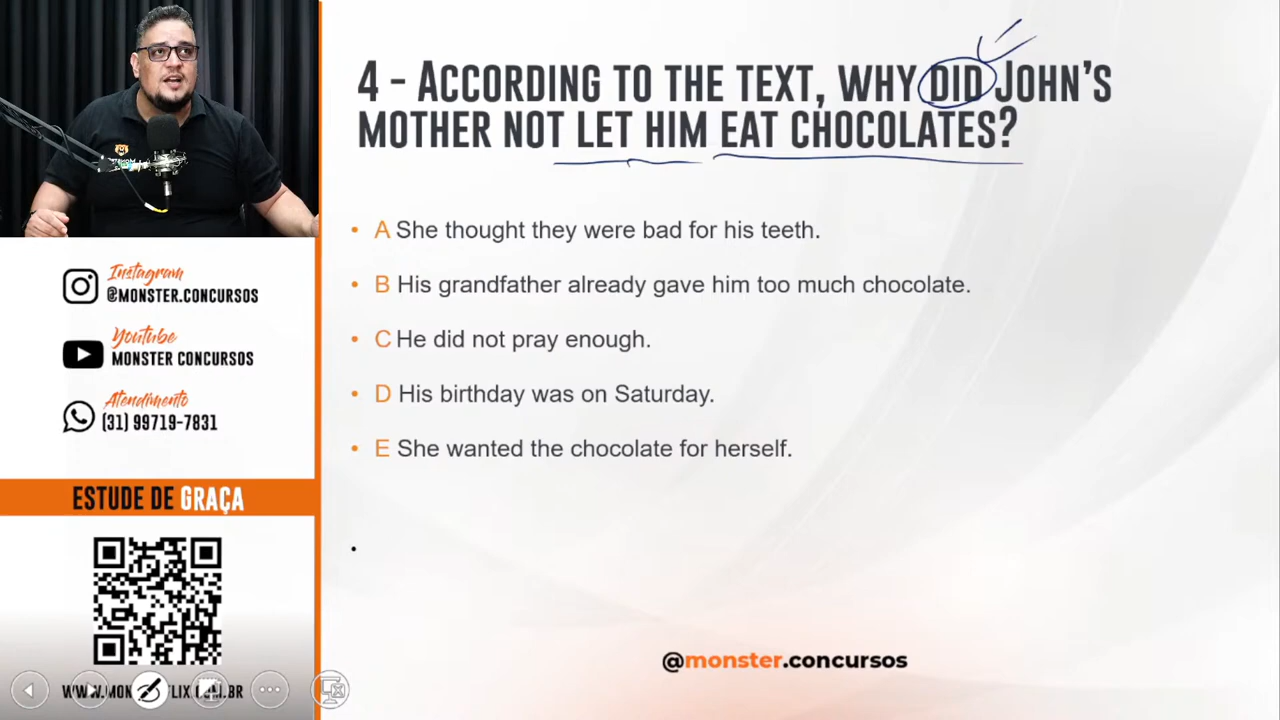 4 - ACCORDING TO THE TEXT, WHY DID JOHN'S
MOTHER NOT LET HIM EAT CHOCOLATES?
• A She thought they were bad for his teeth.
• B His grandfather already gave him too much chocolate.
• C He did not pray enough.
• D His birthday was on Saturday.
• E She wanted the chocolate for herself.
@monster.concursos
Instagram
@MONSTER.CONCURSOS
Youtube
MONSTER CONCURSOS
Atendimento
(31) 99719-7831
ESTUDE DE GRAÇA